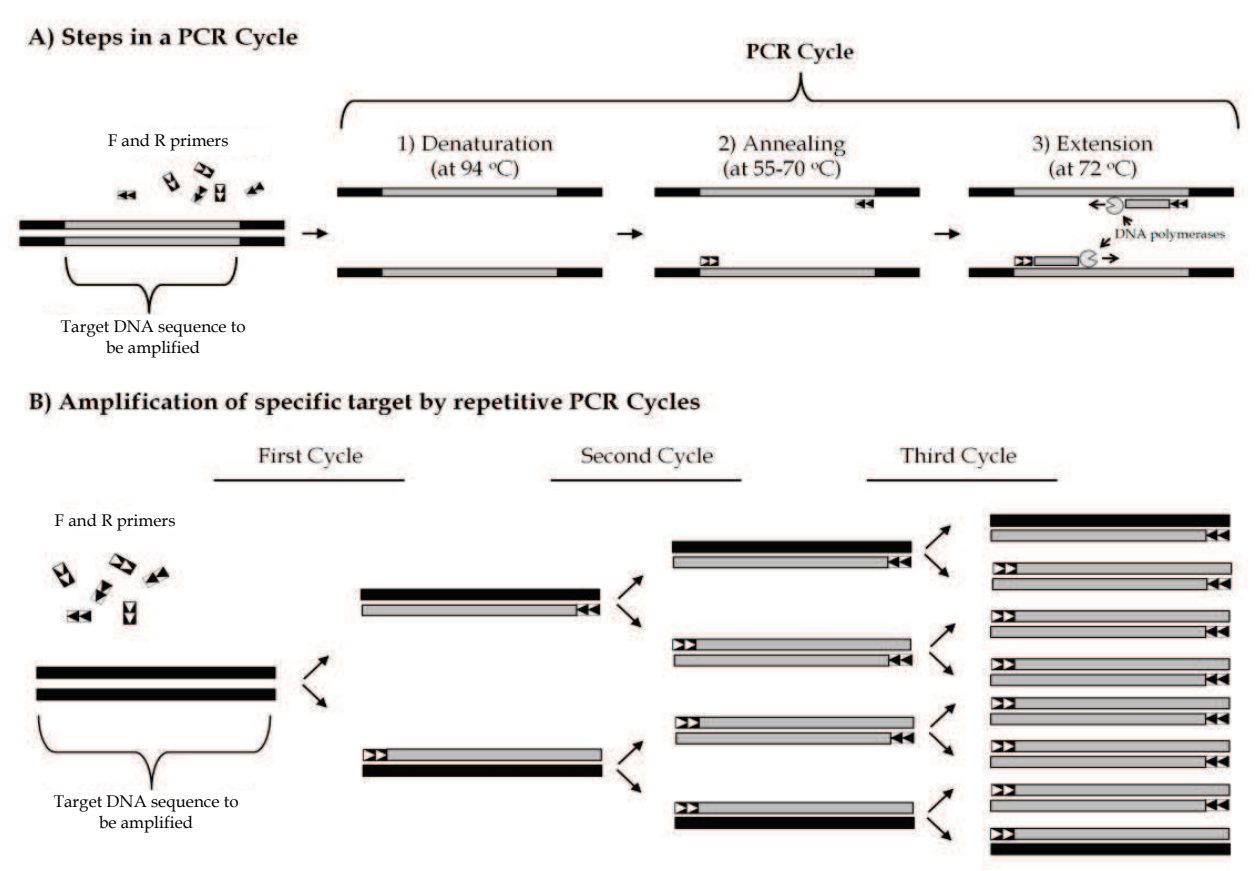 A) Steps in a PCR Cycle
PCR Cycle
F and R primers
1) Denaturation
(at 94 ºC)
2) Annealing
(at 55-70 ºC)
3) Extension
(at 72 ºC)
DNA polymerases
Target DNA sequence to
be amplified
B) Amplification of specific target by repetitive PCR Cycles
First Cycle
Second Cycle
Third Cycle
F and R primers
Target DNA sequence to
be amplified